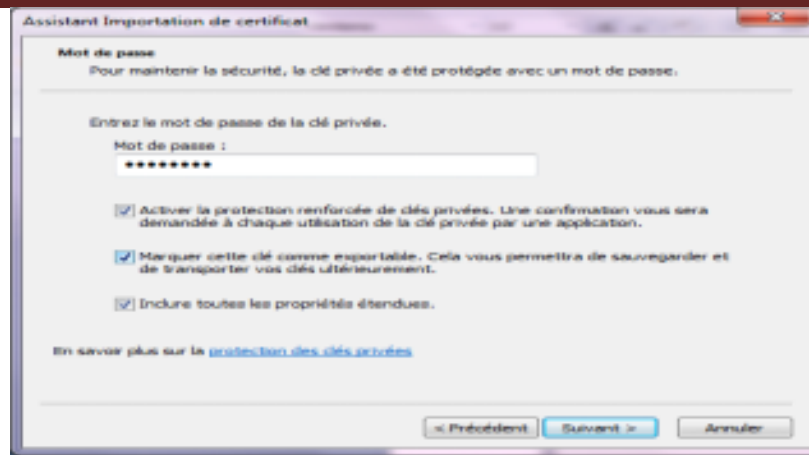 Assistant Importation de certificat
Mot de passe
Pour maintenir la sécurité, la clé privée a été protégée avec un mot de passe.
Entrez le mot de passe de la clé privée.
Mot de passe :
••••••••
Activer la protection renforcée de clés privées. Une confirmation vous sera
demandée à chaque utilisation de la clé privée par une application.
Marquer cette clé comme exportable. Cela vous permettra de sauvegarder et
de transporter vos clés ultérieurement.
Inclure toutes les propriétés étendues.
En savoir plus sur la protection des clés privées
< Précédent Suivant > Annuler